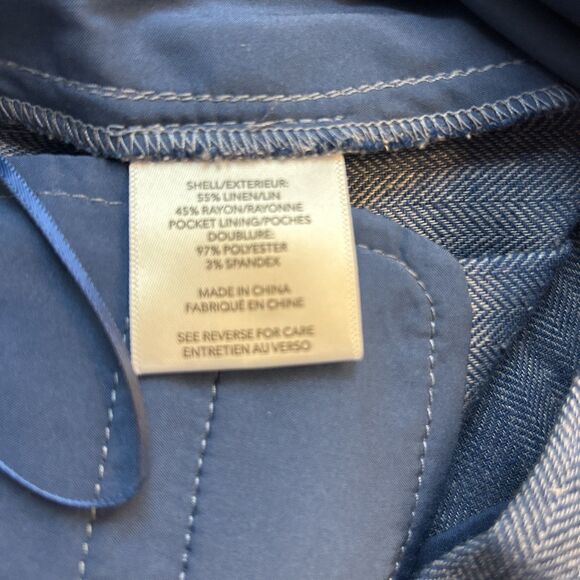 SHELL/EXTERIEUR:
55% LINEN/LIN
45% RAYON/RAYONNE
POCKET LINING/POCHES
DOUBLURE:
97% POLYESTER
3% SPANDEX
MADE IN CHINA
FABRIQUÉ EN CHINE
SEE REVERSE FOR CARE
ENTRETIEN AU VERSO